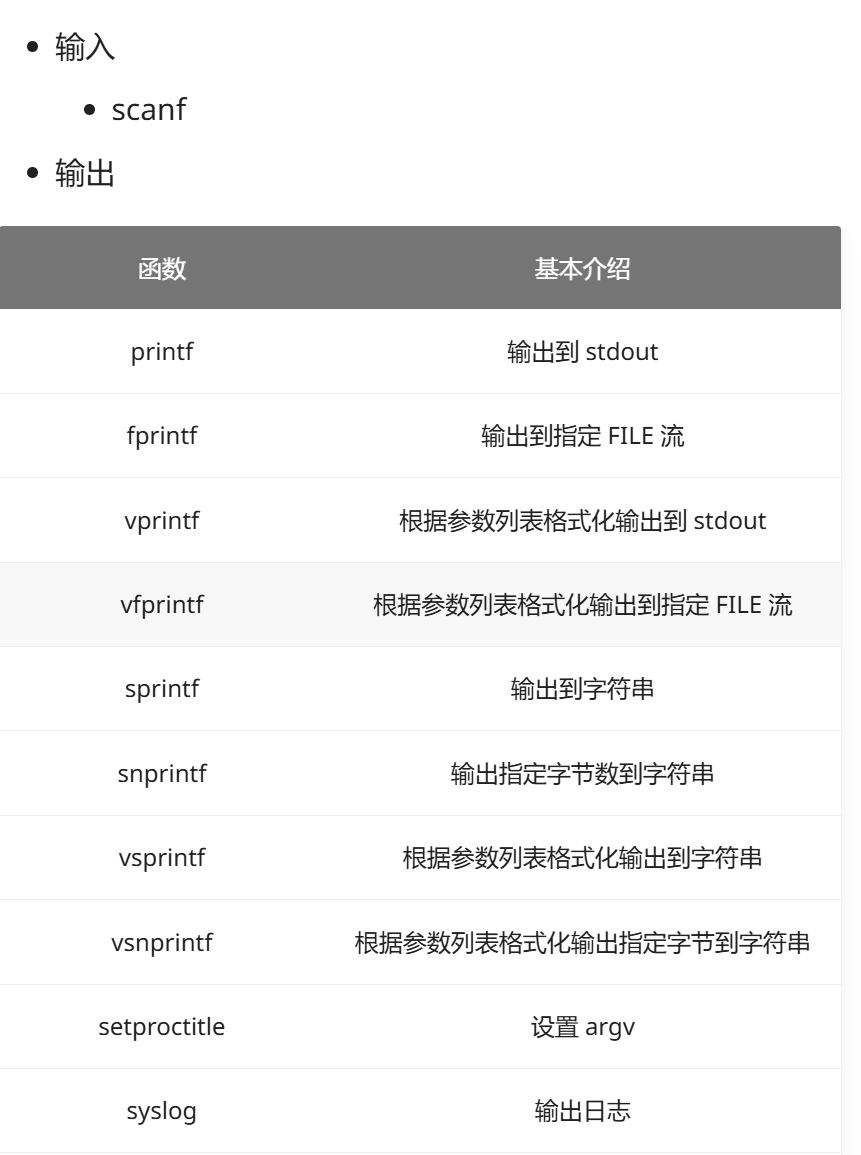 输入
scanf
输出
函数 基本介绍
printf 输出到 stdout
fprintf 输出到指定 FILE 流
vprintf 根据参数列表格式化输出到 stdout
vfprintf 根据参数列表格式化输出到指定 FILE 流
sprintf 输出到字符串
snprintf 输出指定字节数到字符串
vsprintf 根据参数列表格式化输出到字符串
vsnprintf 根据参数列表格式化输出指定字节到字符串
setproctitle 设置 argv
syslog 输出日志